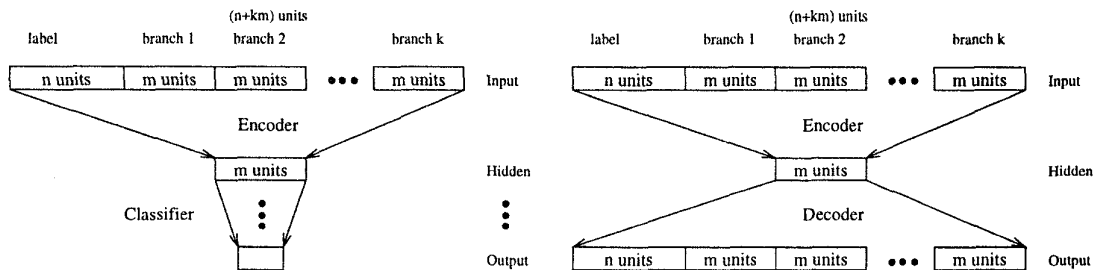 (n+km) units
label branch 1 branch 2 branch k
n units m units m units m units Input
Encoder
m units Hidden
Classifier
Output
(n+km) units
label branch 1 branch 2 branch k
n units m units m units m units Input
Encoder
m units Hidden
Decoder
n units m units m units m units Output